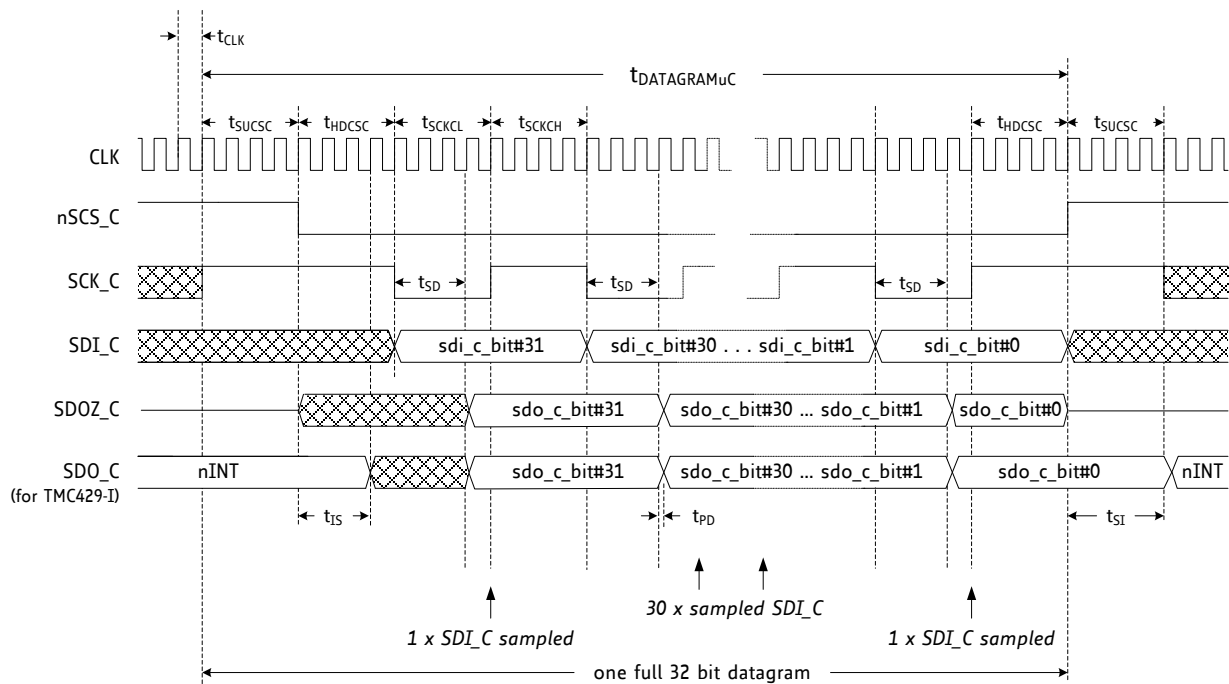 tCLK
tDATAGRAMuC
tSUCSC tHDCSC tSCKCL tSCKCH tHDCSC tSUCSC
CLK
nSCS_C
SCK_C tSD tSD tSD
SDI_C sdi_c_bit#31 sdi_c_bit#30 . . . sdi_c_bit#1 sdi_c_bit#0
SDOZ_C sdo_c_bit#31 sdo_c_bit#30 ... sdo_c_bit#1 sdo_c_bit#0
SDO_C nINT sdo_c_bit#31 sdo_c_bit#30 ... sdo_c_bit#1 sdo_c_bit#0 nINT
(for TMC429-I)
tIS tPD tSI
30 x sampled SDI_C
1 x SDI_C sampled 1 x SDI_C sampled
one full 32 bit datagram